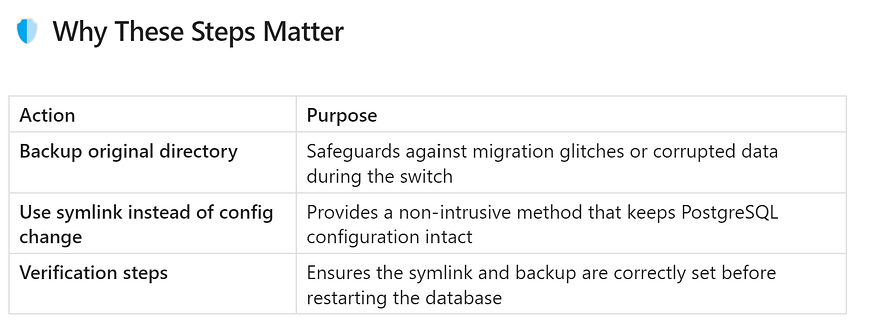 Why These Steps Matter
Action
Purpose
Backup original directory
Safeguards against migration glitches or corrupted data
during the switch
Use symlink instead of config
change
Provides a non-intrusive method that keeps PostgreSQL
configuration intact
Verification steps
Ensures the symlink and backup are correctly set before
restarting the database